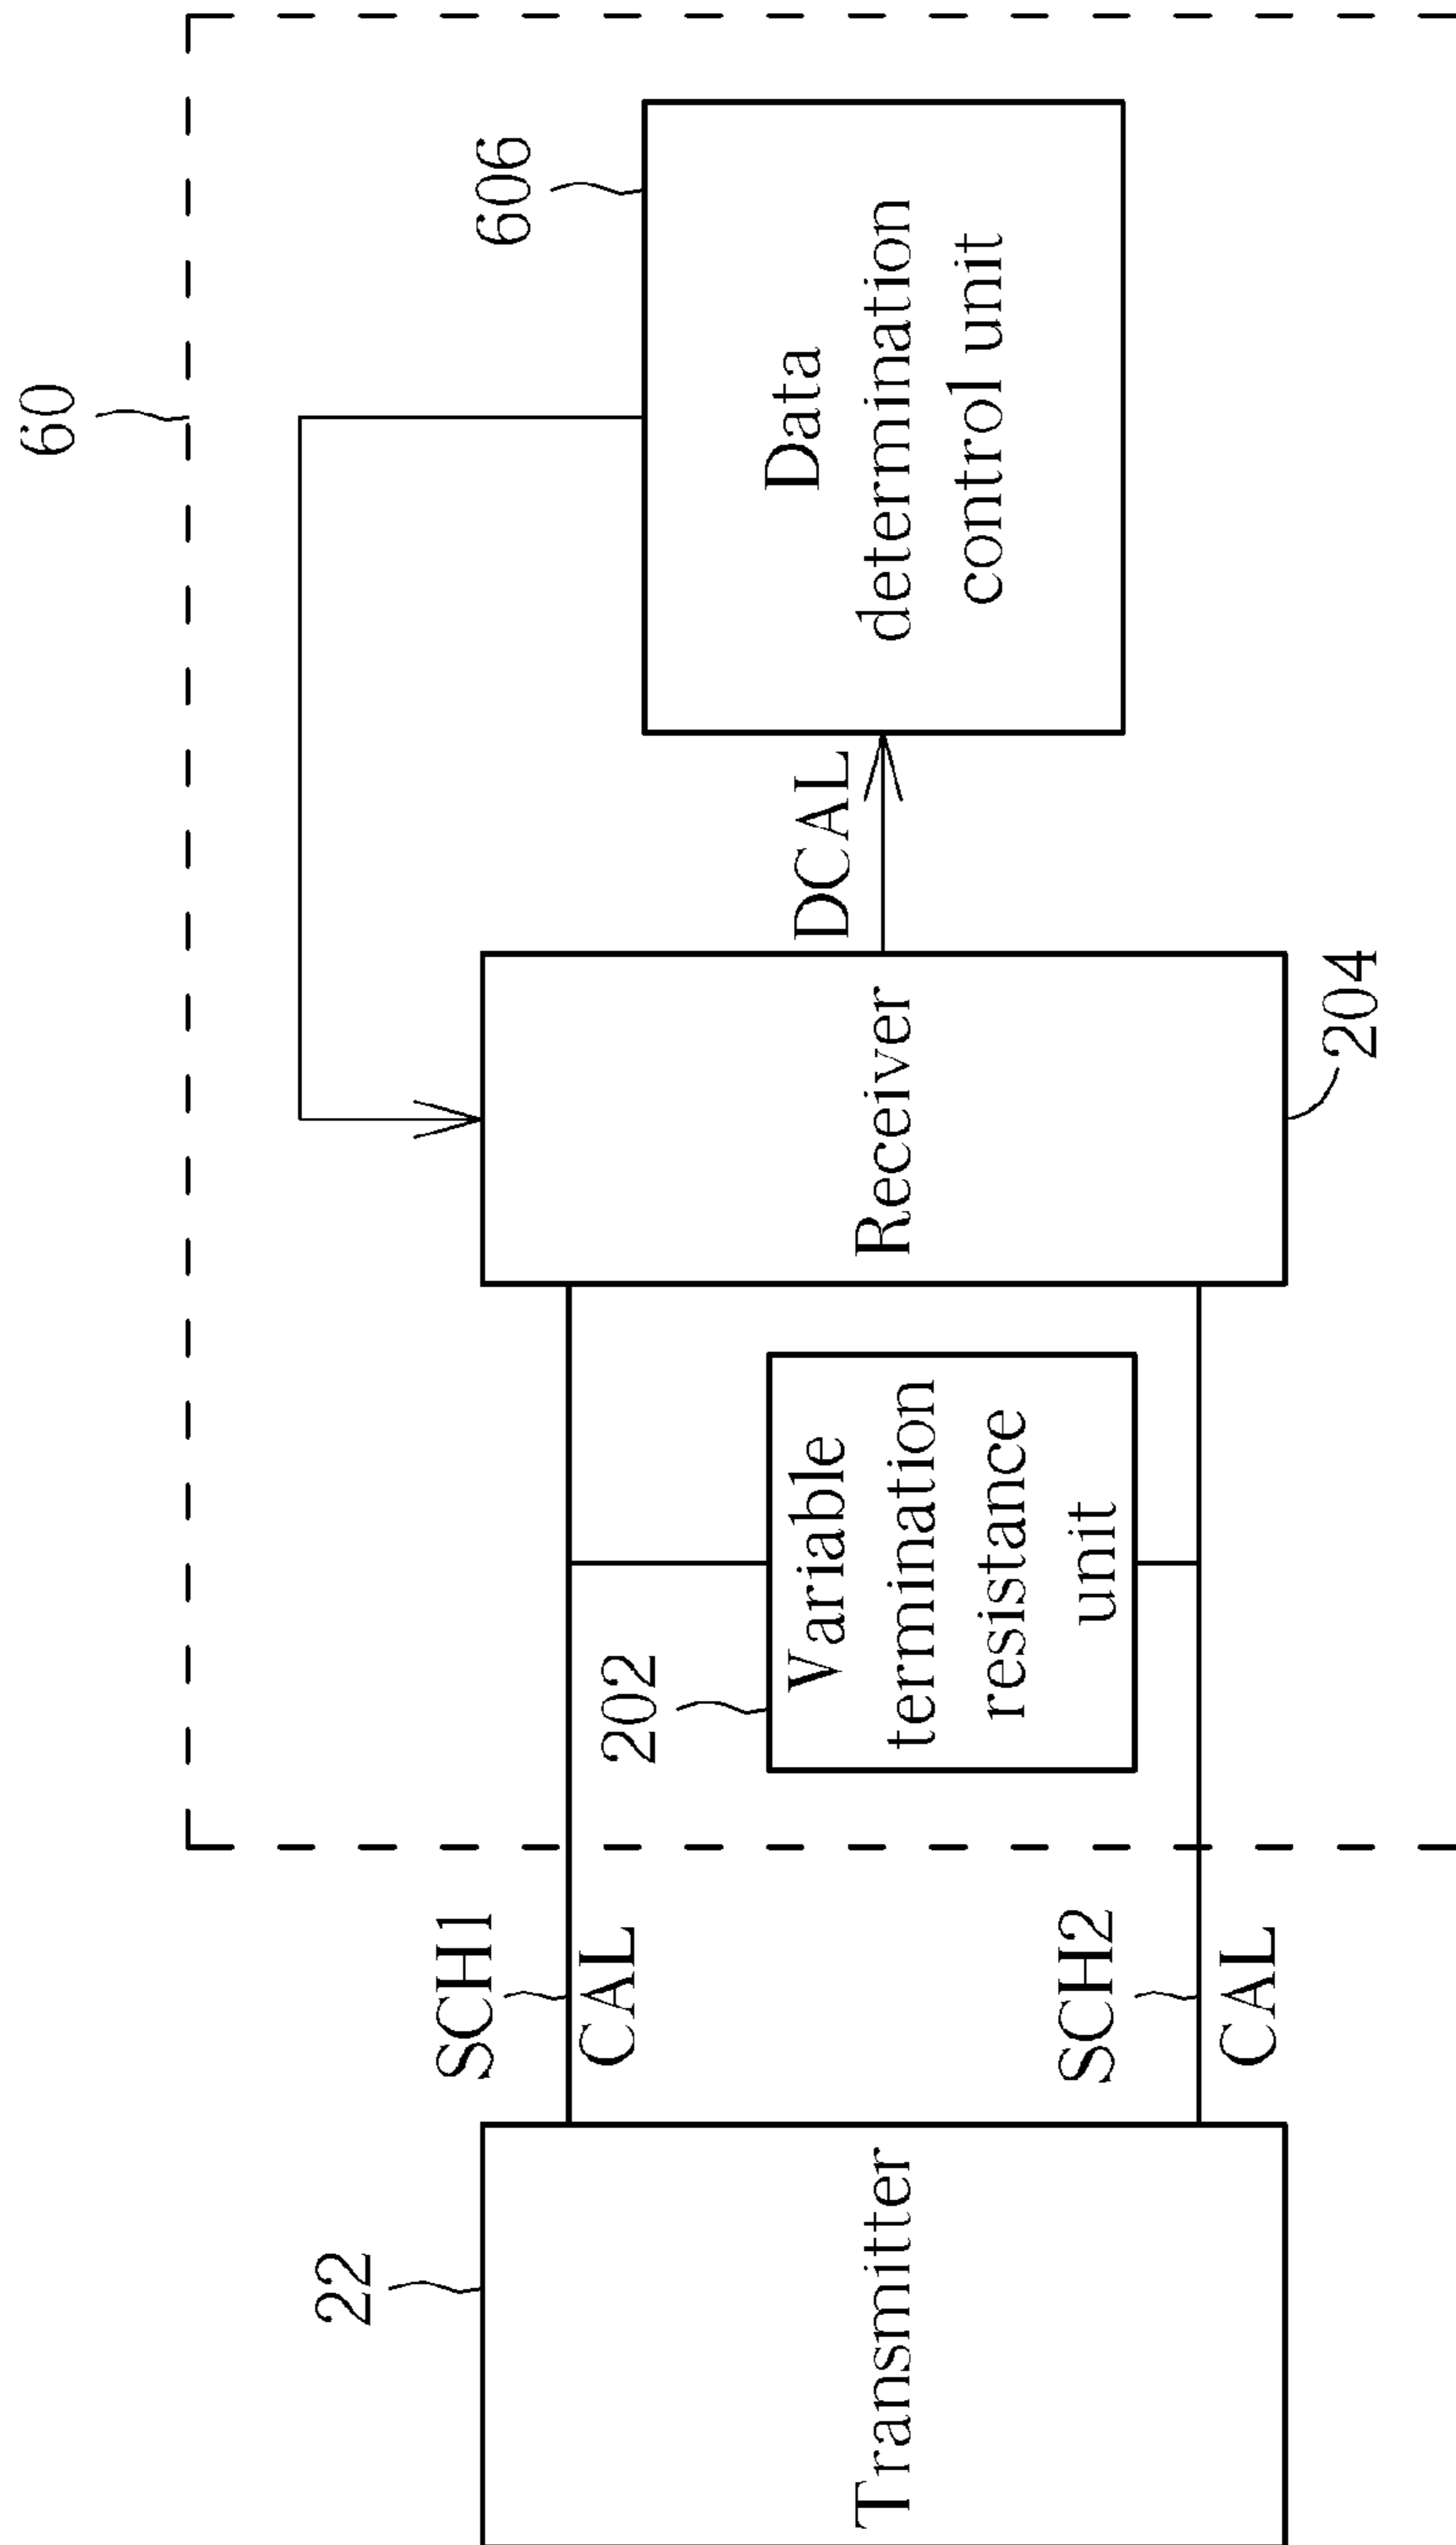 60
22
Transmitter
SCH1
CAL
SCH2
CAL
202
Variable
termination
resistance
unit
Receiver
204
DCAL
606
Data
determination
control unit